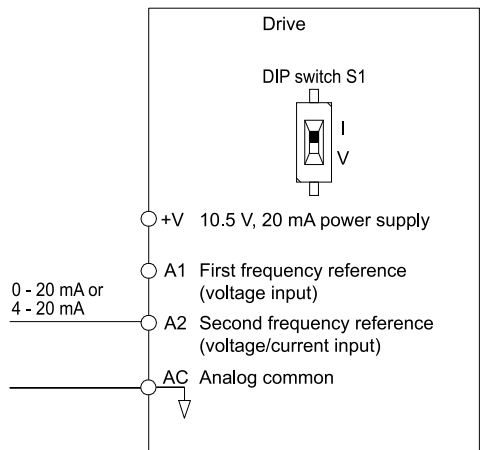 Drive
DIP switch S1
I
V
+V 10.5 V, 20 mA power supply
A1 First frequency reference
(voltage input)
0 - 20 mA or
4 - 20 mA
A2 Second frequency reference
(voltage/current input)
AC Analog common